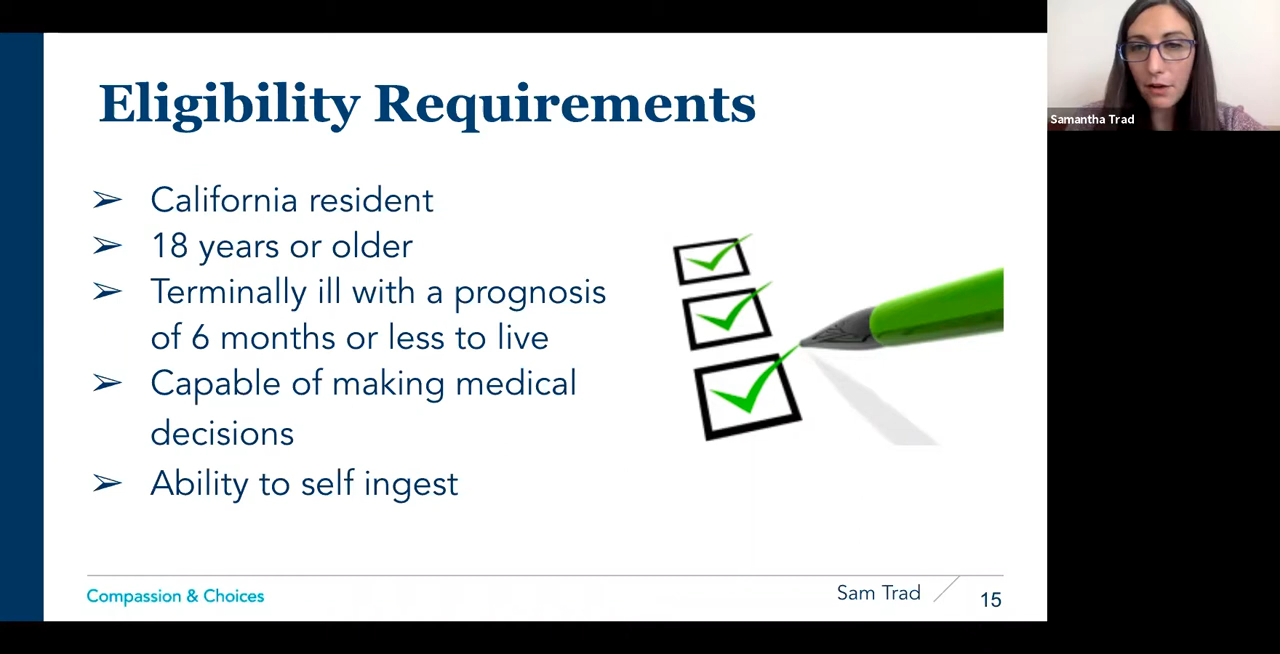 Eligibility Requirements
➢ California resident
➢ 18 years or older
➢ Terminally ill with a prognosis
of 6 months or less to live
➢ Capable of making medical
decisions
➢ Ability to self ingest
Compassion & Choices
Sam Trad
15
Samantha Trad